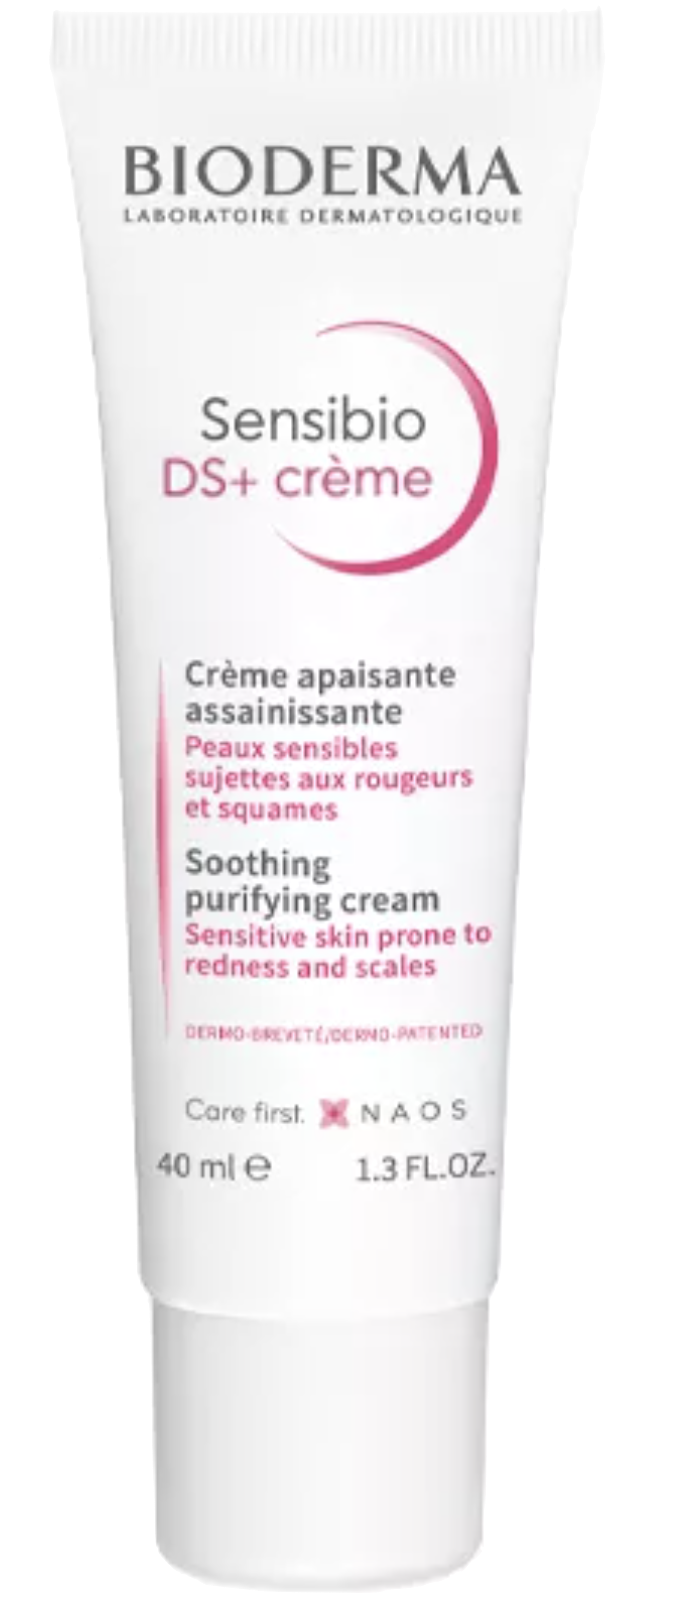 BIODERMA
LABORATOIRE DERMATOLOGIQUE
Sensibio
DS+ crème
Crème apaisante
assainissante
Peaux sensibles
sujettes aux rougeurs
et squames
Soothing
purifying cream
Sensitive skin prone to
redness and scales
DERMO-BREVETÉ/DERMO-PATENTED
Care first. NAOS
40 ml e 1.3 FL.OZ.